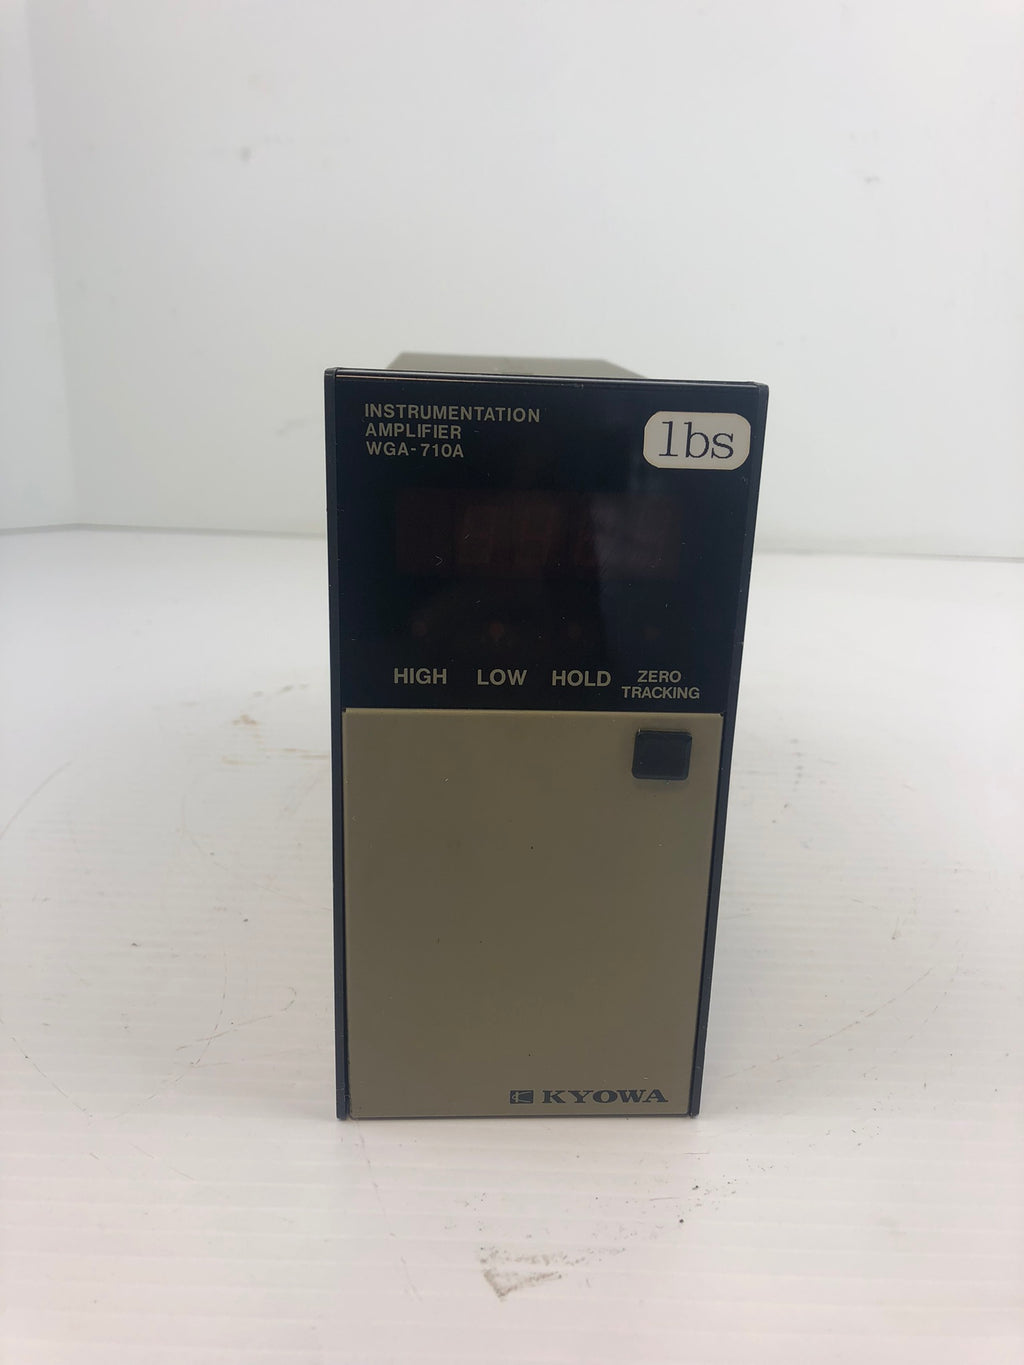 INSTRUMENTATION
AMPLIFIER
WGA-710A
lbs
HIGH LOW HOLD ZERO TRACKING
KYOWA